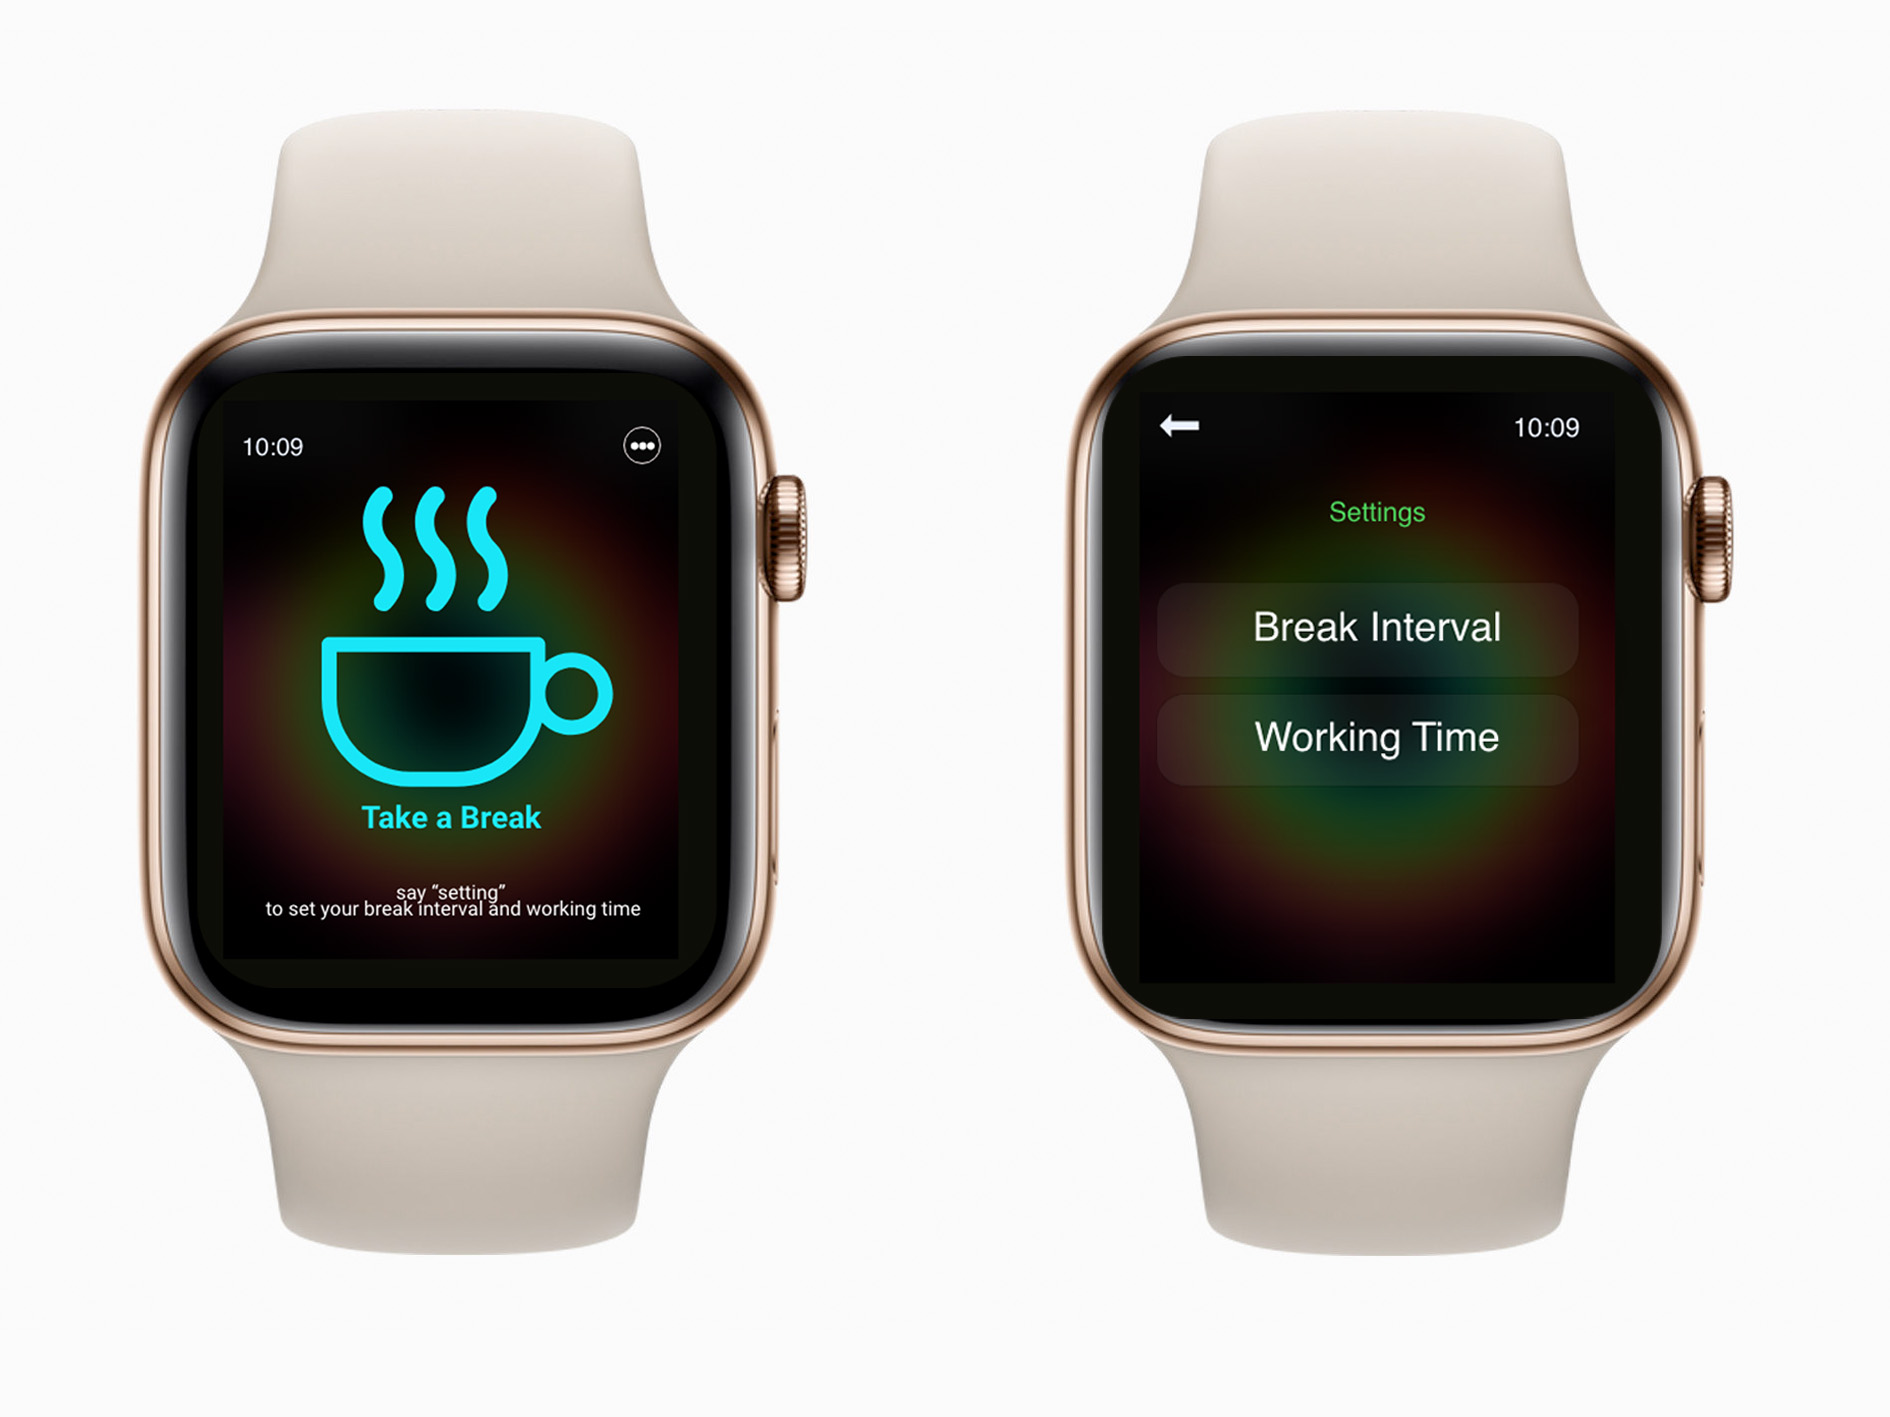 10:09
Take a Break
say “setting”
to set your break interval and working time
10:09
Settings
Break Interval
Working Time